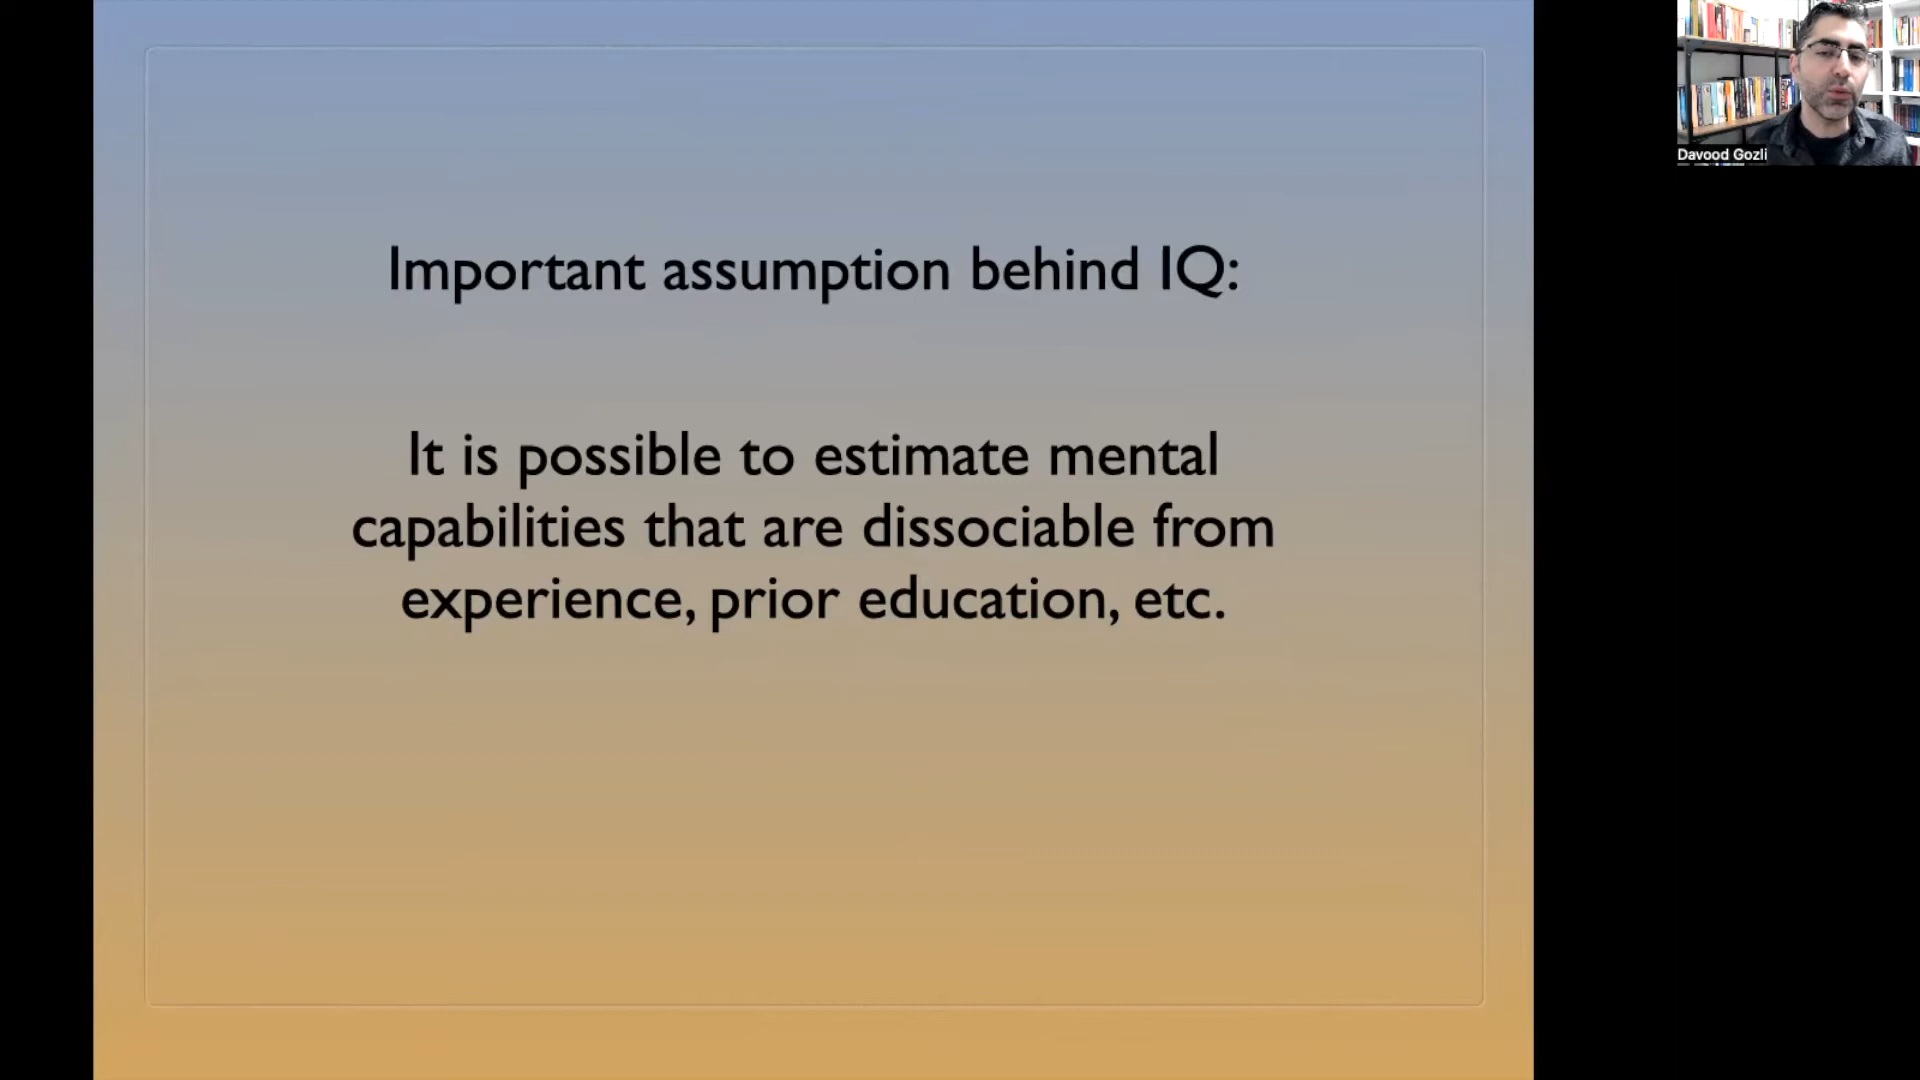 Important assumption behind IQ:
It is possible to estimate mental
capabilities that are dissociable from
experience, prior education, etc.
Davood Gozli